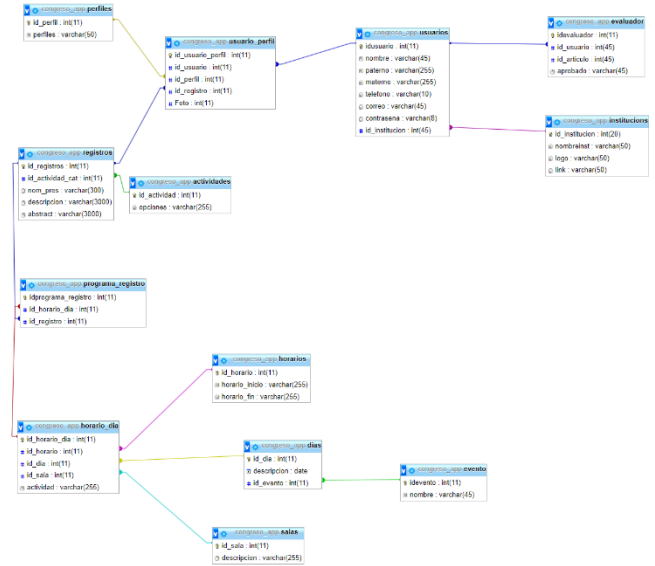 congreso_app perfiles
id_perfil : int(11)
perfiles : varchar(50)
congreso_app usuario_perfil
id_usuario_perfil : int(11)
id_usuario : int(11)
id_perfil : int(11)
id_registro : int(11)
Foto : int(11)
congreso_app usuarios
idusuario : int(11)
nombre : varchar(45)
paterno : varchar(255)
materno : varchar(255)
telefono : varchar(10)
correo : varchar(45)
contrasena : varchar(8)
id_institucion : int(45)
congreso_app evaluador
idevaluador : int(11)
id_usuario : int(45)
id_articulo : int(45)
aprobado : varchar(45)
congreso_app institucions
id_institucion : int(20)
nombreinst : varchar(50)
logo : varchar(50)
link : varchar(50)
congreso_app registros
id_registros : int(11)
id_actividad_cat : int(11)
nom_pres : varchar(300)
descripcion : varchar(3000)
abstract : varchar(3000)
congreso_app actividades
id_actividad : int(11)
opciones : varchar(255)
congreso_app programa_registro
idprograma_registro : int(11)
id_horario_dia : int(11)
id_registro : int(11)
congreso_app horarios
id_horario : int(11)
horario_inicio : varchar(255)
horario_fin : varchar(255)
congreso_app horario_dia
id_horario_dia : int(11)
id_horario : int(11)
id_dia : int(11)
id_sala : int(11)
actividad : varchar(255)
congreso_app dias
id_dia : int(11)
descripcion : date
id_evento : int(11)
congreso_app evento
idevento : int(11)
nombre : varchar(45)
congreso_app salas
id_sala : int(11)
descripcion : varchar(255)